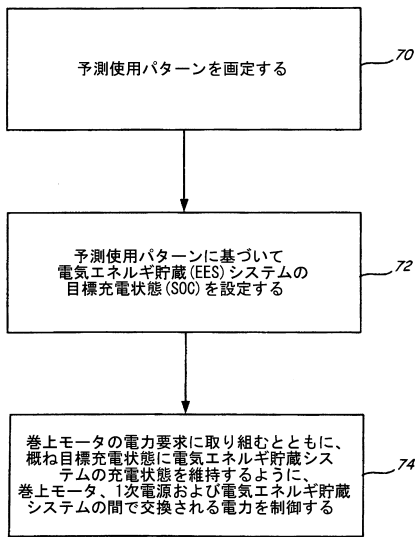 予測使用パターンを画定する
70
予測使用パターンに基づいて
電気エネルギ貯蔵(EES)システムの
目標充電状態(SOC)を設定する
72
巻上モータの電力要求に取り組むとともに、
概ね目標充電状態に電気エネルギ貯蔵シス
テムの充電状態を維持するように、
巻上モータ、1次電源および電気エネルギ貯蔵
システムの間で交換される電力を制御する
74